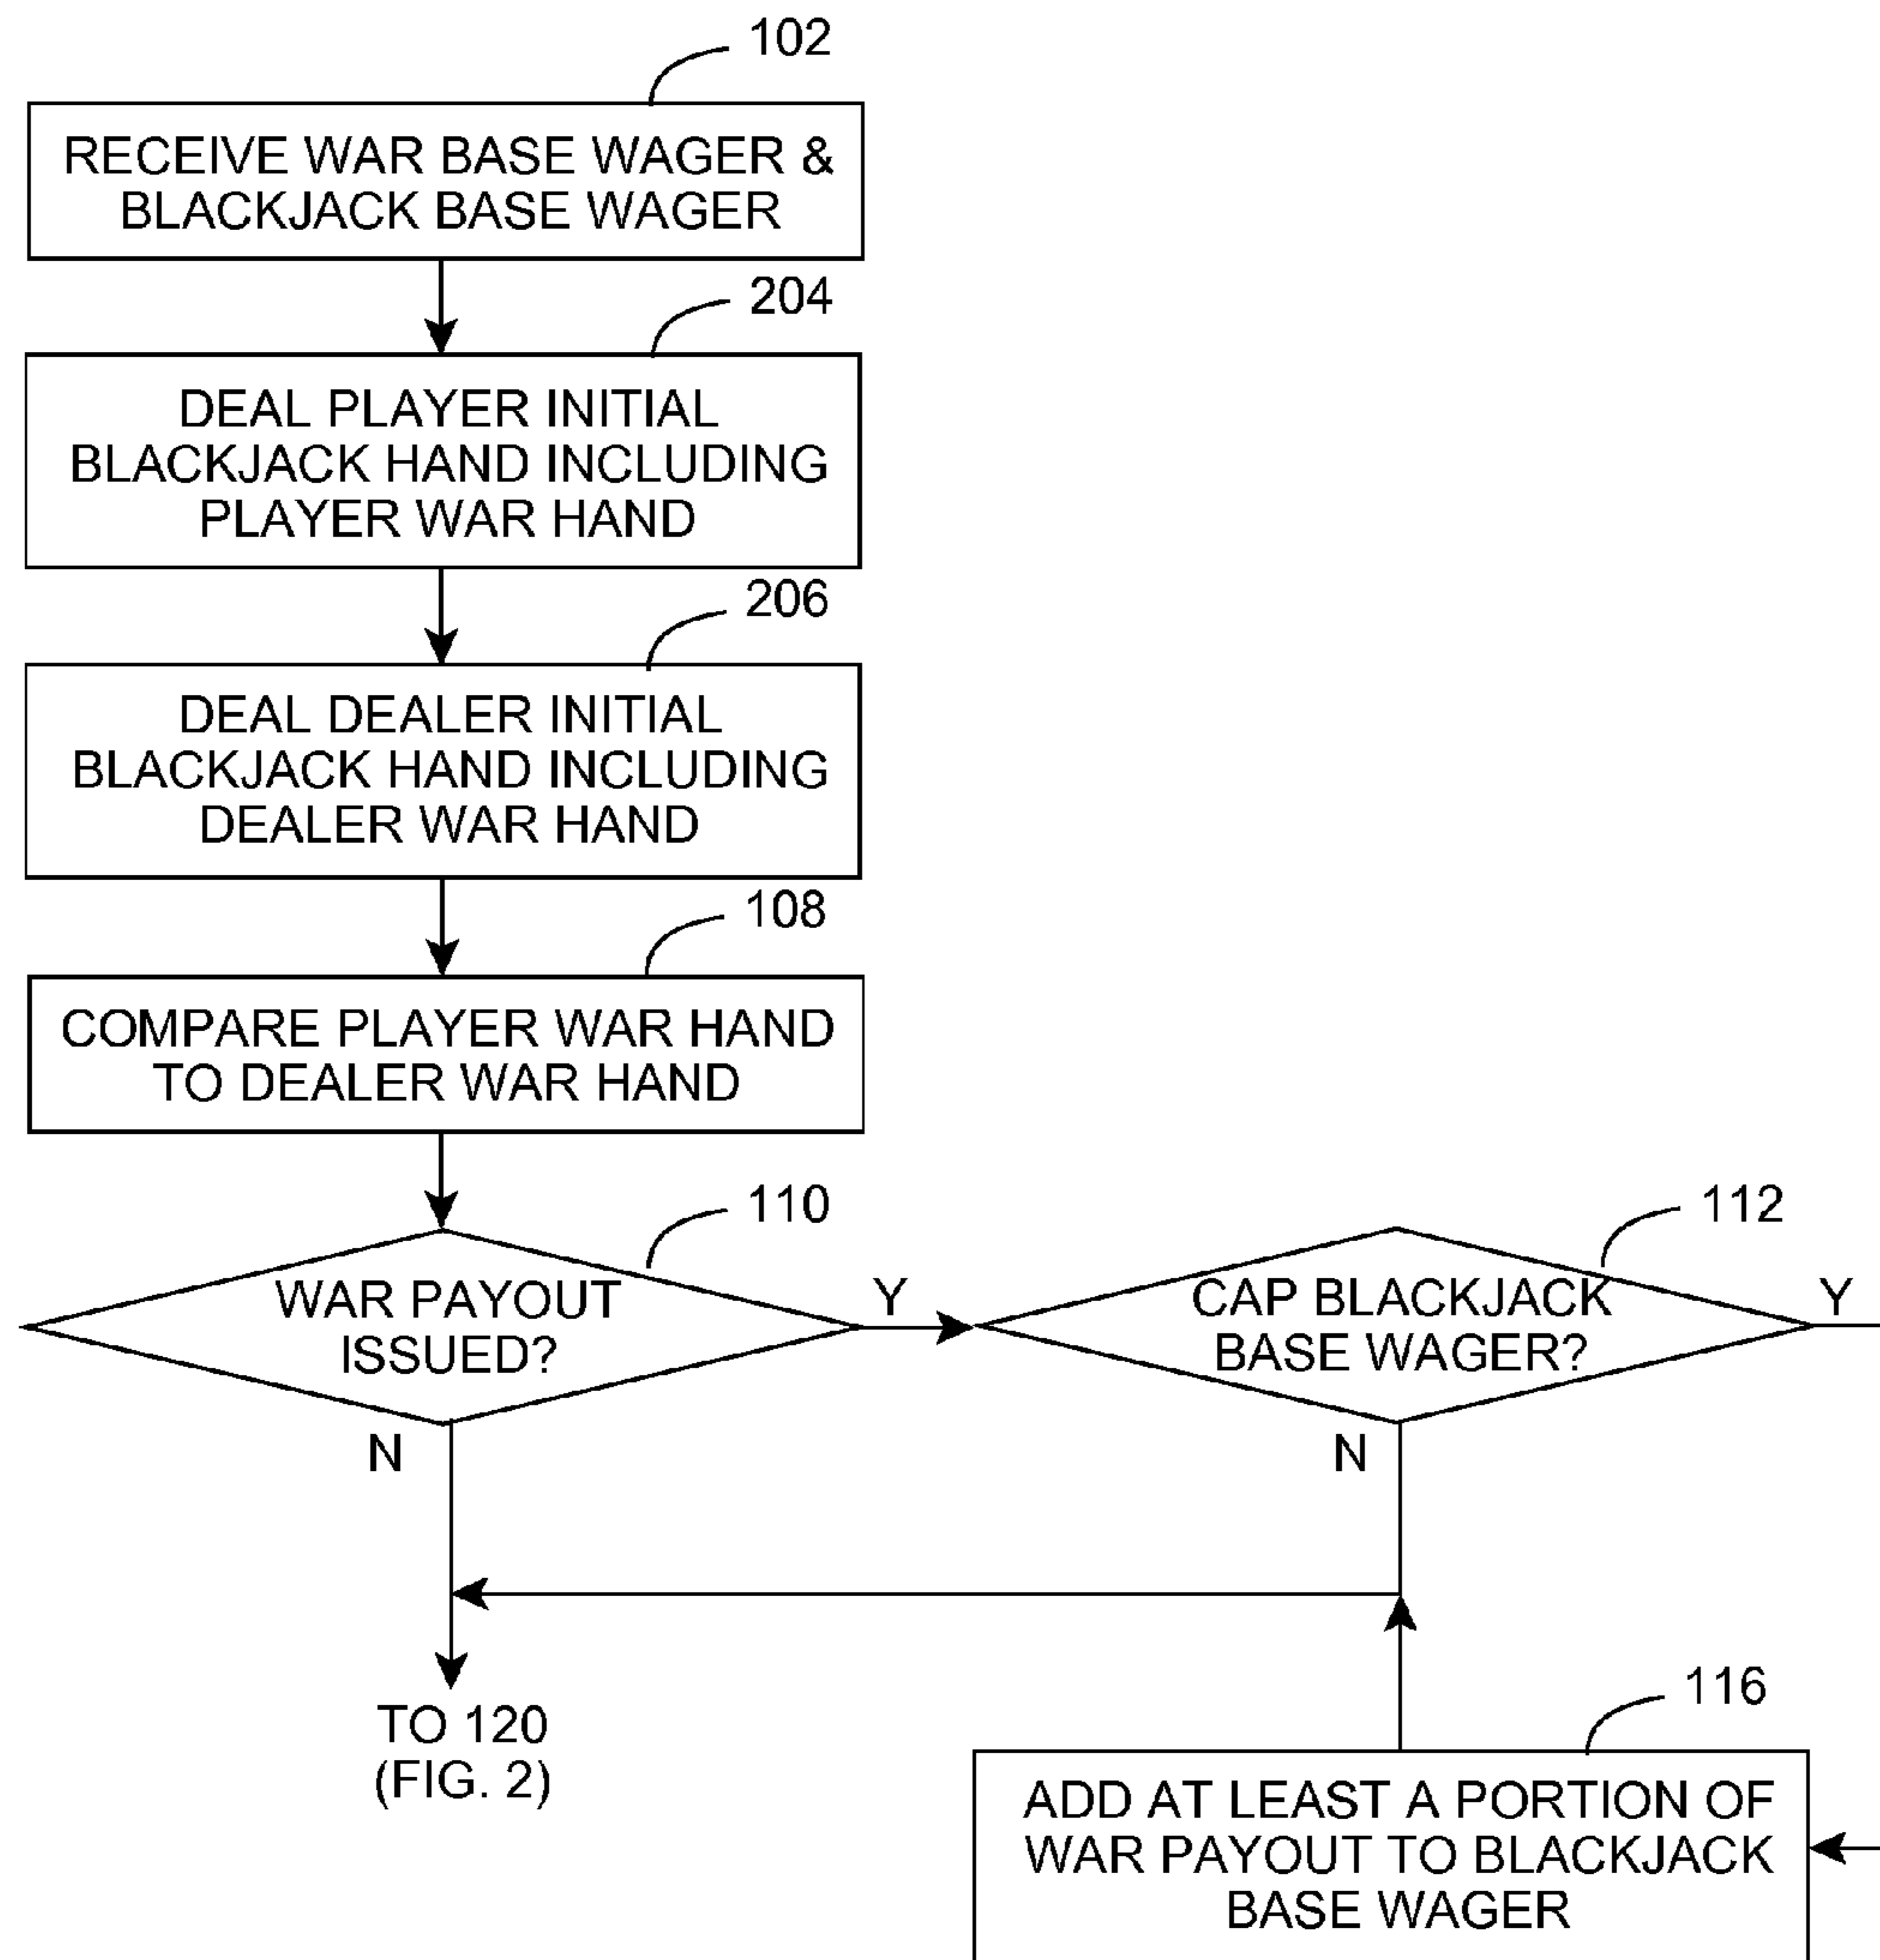 102
RECEIVE WAR BASE WAGER &
BLACKJACK BASE WAGER
204
DEAL PLAYER INITIAL
BLACKJACK HAND INCLUDING
PLAYER WAR HAND
206
DEAL DEALER INITIAL
BLACKJACK HAND INCLUDING
DEALER WAR HAND
108
COMPARE PLAYER WAR HAND
TO DEALER WAR HAND
110
WAR PAYOUT
ISSUED?
Y
N
112
CAP BLACKJACK
BASE WAGER?
Y
N
116
ADD AT LEAST A PORTION OF
WAR PAYOUT TO BLACKJACK
BASE WAGER
TO 120
(FIG. 2)